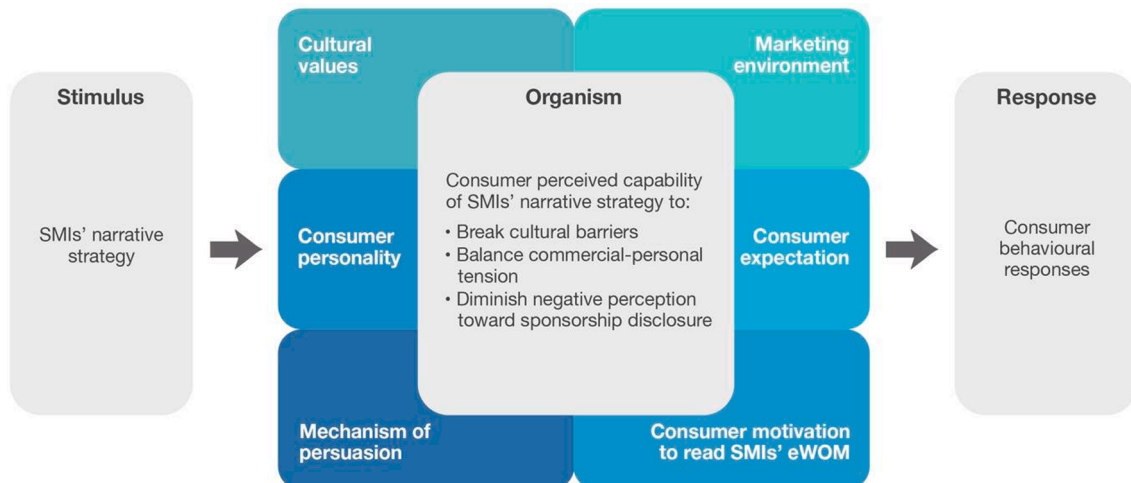 Stimulus
SMIs' narrative
strategy
Cultural
values
Marketing
environment
Organism
Consumer perceived capability
of SMIs' narrative strategy to:
• Break cultural barriers
• Balance commercial-personal
tension
• Diminish negative perception
toward sponsorship disclosure
Consumer
personality
Consumer
expectation
Mechanism of
persuasion
Consumer motivation
to read SMIs' eWOM
Response
Consumer
behavioural
responses